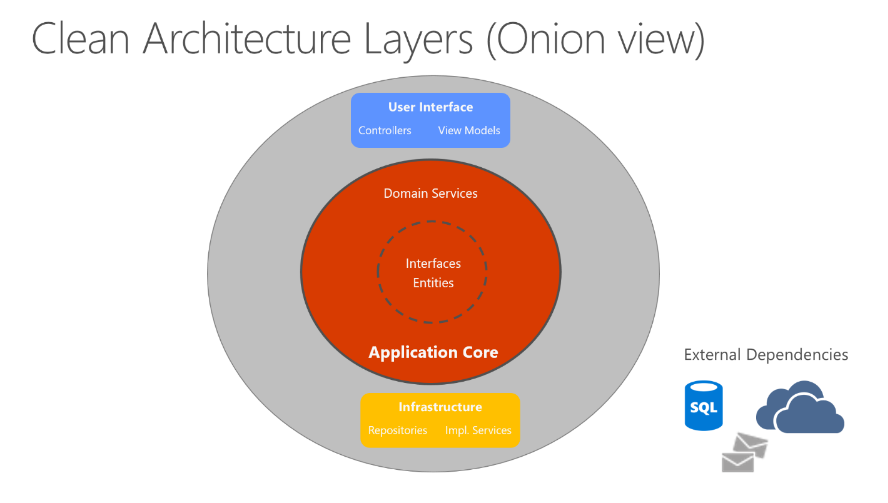 Clean Architecture Layers (Onion view)
User Interface
Controllers View Models
Domain Services
Interfaces
Entities
Application Core
Infrastructure
Repositories Impl. Services
External Dependencies
SQL